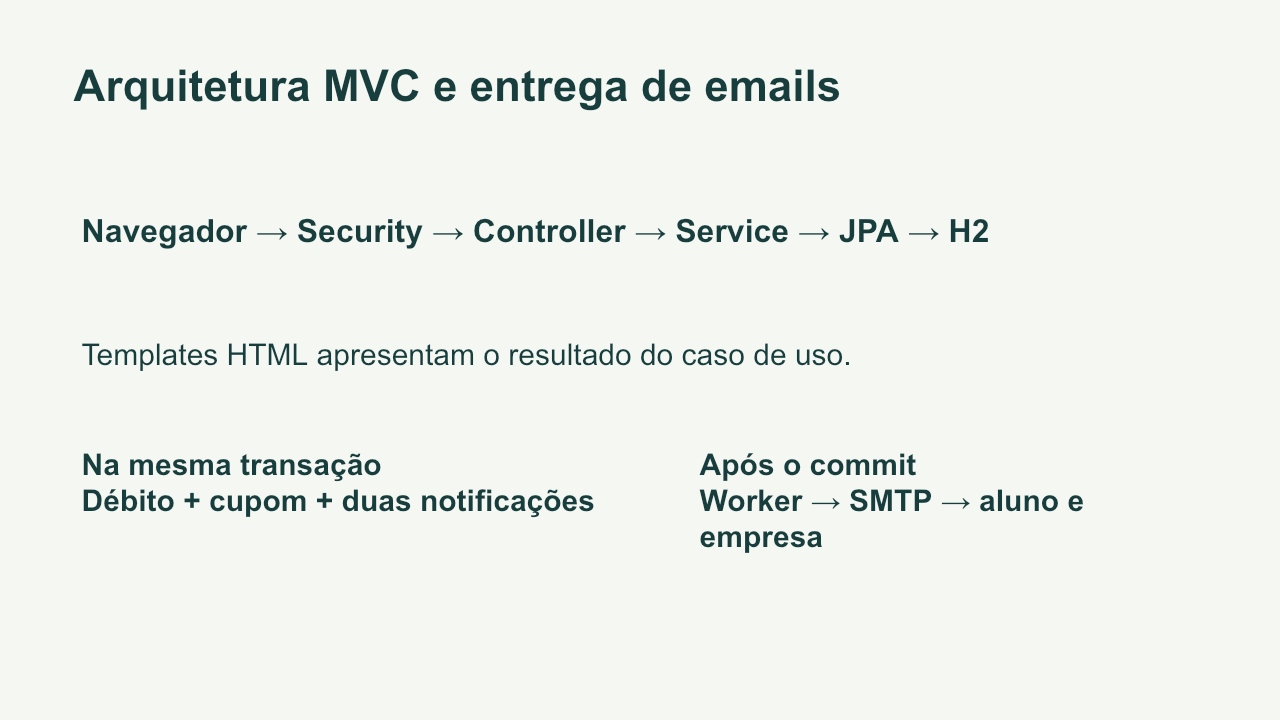 Arquitetura MVC e entrega de emails
Navegador → Security → Controller → Service → JPA → H2
Templates HTML apresentam o resultado do caso de uso.
Na mesma transação
Débito + cupom + duas notificações
Após o commit
Worker → SMTP → aluno e
empresa